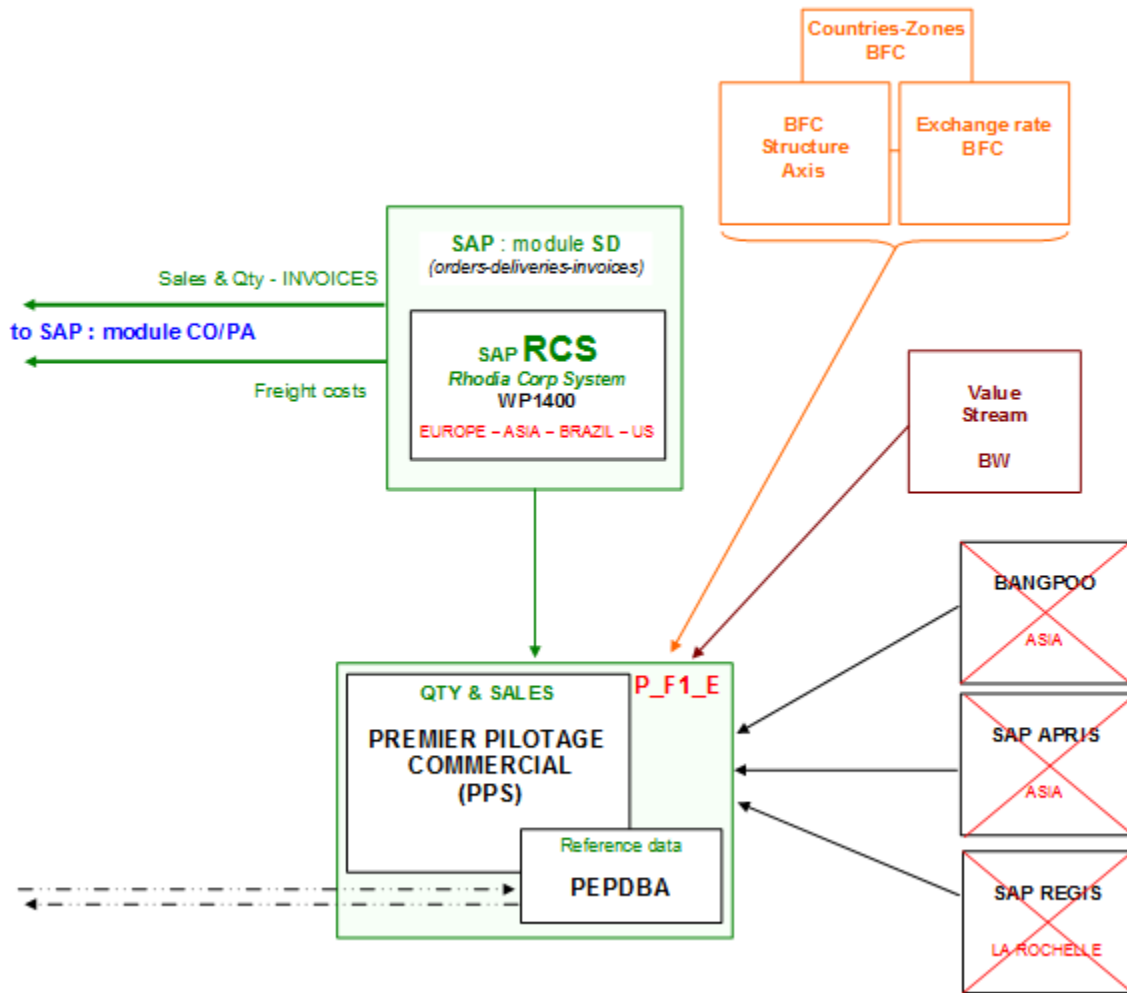 Countries-Zones
BFC
BFC
Structure
Axis
Exchange rate
BFC
SAP : module SD
(orders-deliveries-invoices)
Sales & Qty - INVOICES
to SAP : module CO/PA
Freight costs
SAP RCS
Rhodia Corp System
WP1400
EUROPE – ASIA – BRAZIL – US
Value
Stream
BW
BANGPOO
ASIA
SAP APRIS
ASIA
SAP REGIS
LA ROCHELLE
P_F1_E
QTY & SALES
PREMIER PILOTAGE
COMMERCIAL
(PPS)
Reference data
PEPDBA